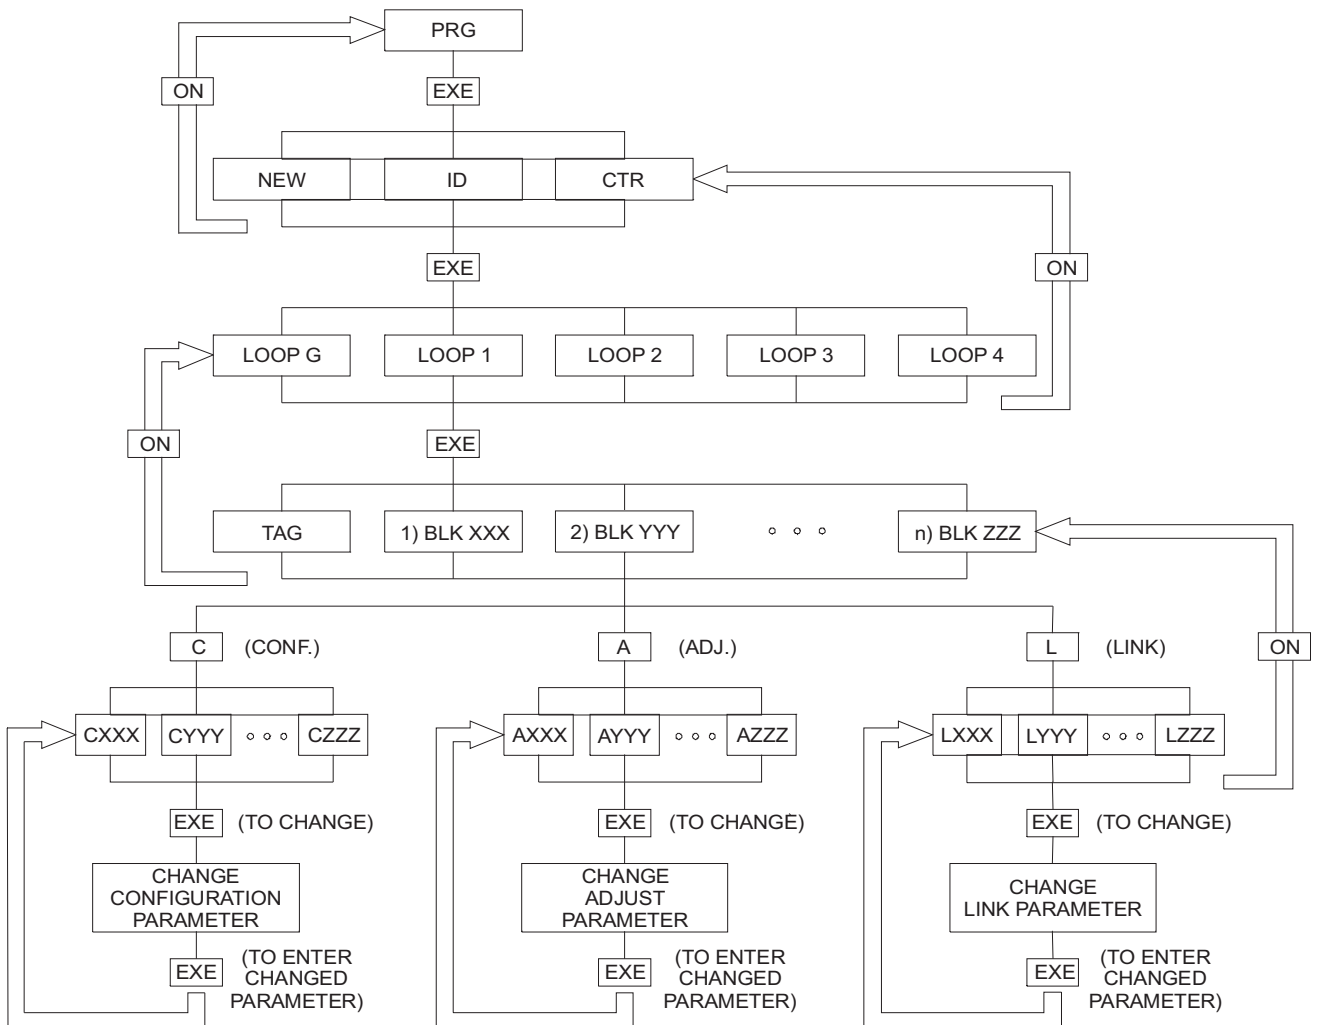 PRG
ON
EXE
NEW
ID
CTR
EXE
ON
LOOP G
LOOP 1
LOOP 2
LOOP 3
LOOP 4
ON
EXE
TAG
1) BLK XXX
2) BLK YYY
n) BLK ZZZ
C
(CONF.)
A
(ADJ.)
L
(LINK)
ON
CXXX
CYYY
CZZZ
AXXX
AYYY
AZZZ
LXXX
LYYY
LZZZ
EXE
(TO CHANGE)
EXE
(TO CHANGE)
EXE
(TO CHANGE)
CHANGE
CONFIGURATION
PARAMETER
CHANGE
ADJUST
PARAMETER
CHANGE
LINK PARAMETER
EXE
(TO ENTER
CHANGED
PARAMETER)
EXE
(TO ENTER
CHANGED
PARAMETER)
EXE
(TO ENTER
CHANGED
PARAMETER)